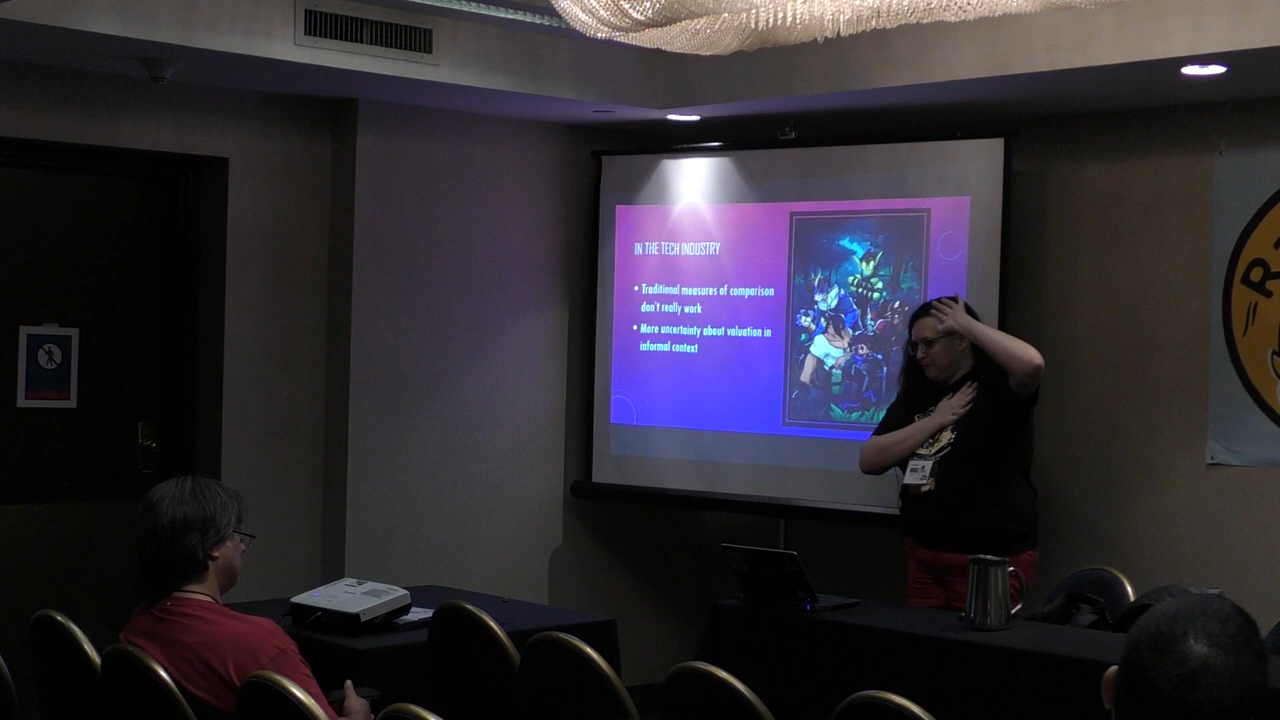 IN THE TECH INDUSTRY
• Traditional measures of comparison
don't really work
• More uncertainty about valuation in
informal context